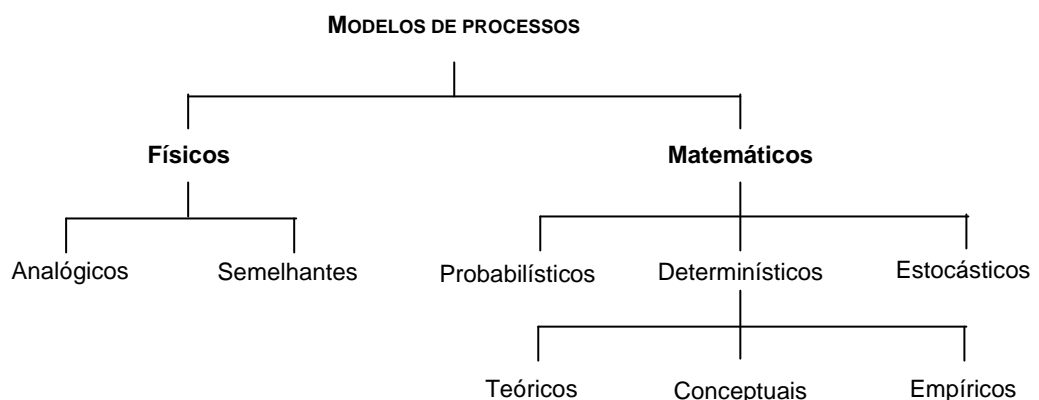 MODELOS DE PROCESSOS
Físicos Matemáticos
Analógicos Semelhantes Probabilísticos Determinísticos Estocásticos
Teóricos Conceptuais Empíricos